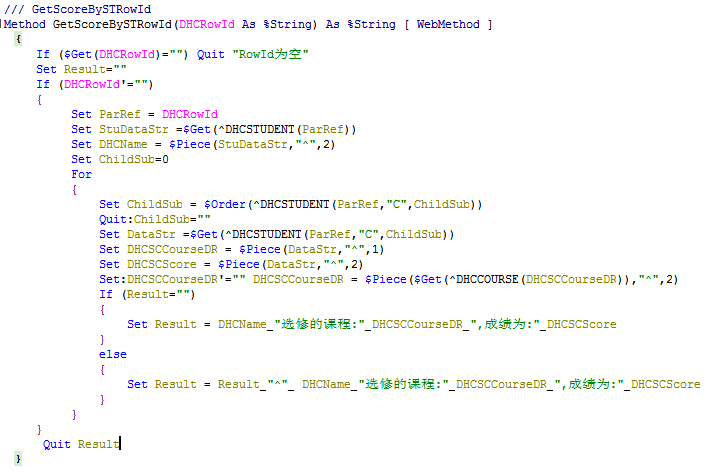 /// GetScoreBySTRowId
Method GetScoreBySTRowId(DHCRowId As %String) As %String [ WebMethod ]
{
If ($Get(DHCRowId)="") Quit "RowId为空"
Set Result=""
If (DHCRowId'="")
{
Set ParRef = DHCRowId
Set StuDataStr =$Get(^DHCSTUDENT(ParRef))
Set DHCName = $Piece(StuDataStr,"^",2)
Set ChildSub=0
For
{
Set ChildSub = $Order(^DHCSTUDENT(ParRef,"C",ChildSub))
Quit:ChildSub=""
Set DataStr =$Get(^DHCSTUDENT(ParRef,"C",ChildSub))
Set DHCSCCourseDR = $Piece(DataStr,"^",1)
Set DHCSCScore = $Piece(DataStr,"^",2)
Set:DHCSCCourseDR'="" DHCSCCourseDR = $Piece($Get(^DHCCOURSE(DHCSCCourseDR)),"^",2)
If (Result="")
{
Set Result = DHCName_"选修的课程:"_DHCSCCourseDR_",成绩为:"_DHCSCScore
}
else
{
Set Result = Result_"^"_ DHCName_"选修的课程:"_DHCSCCourseDR_",成绩为:"_DHCSCScore
}
}
}
Quit Result
}